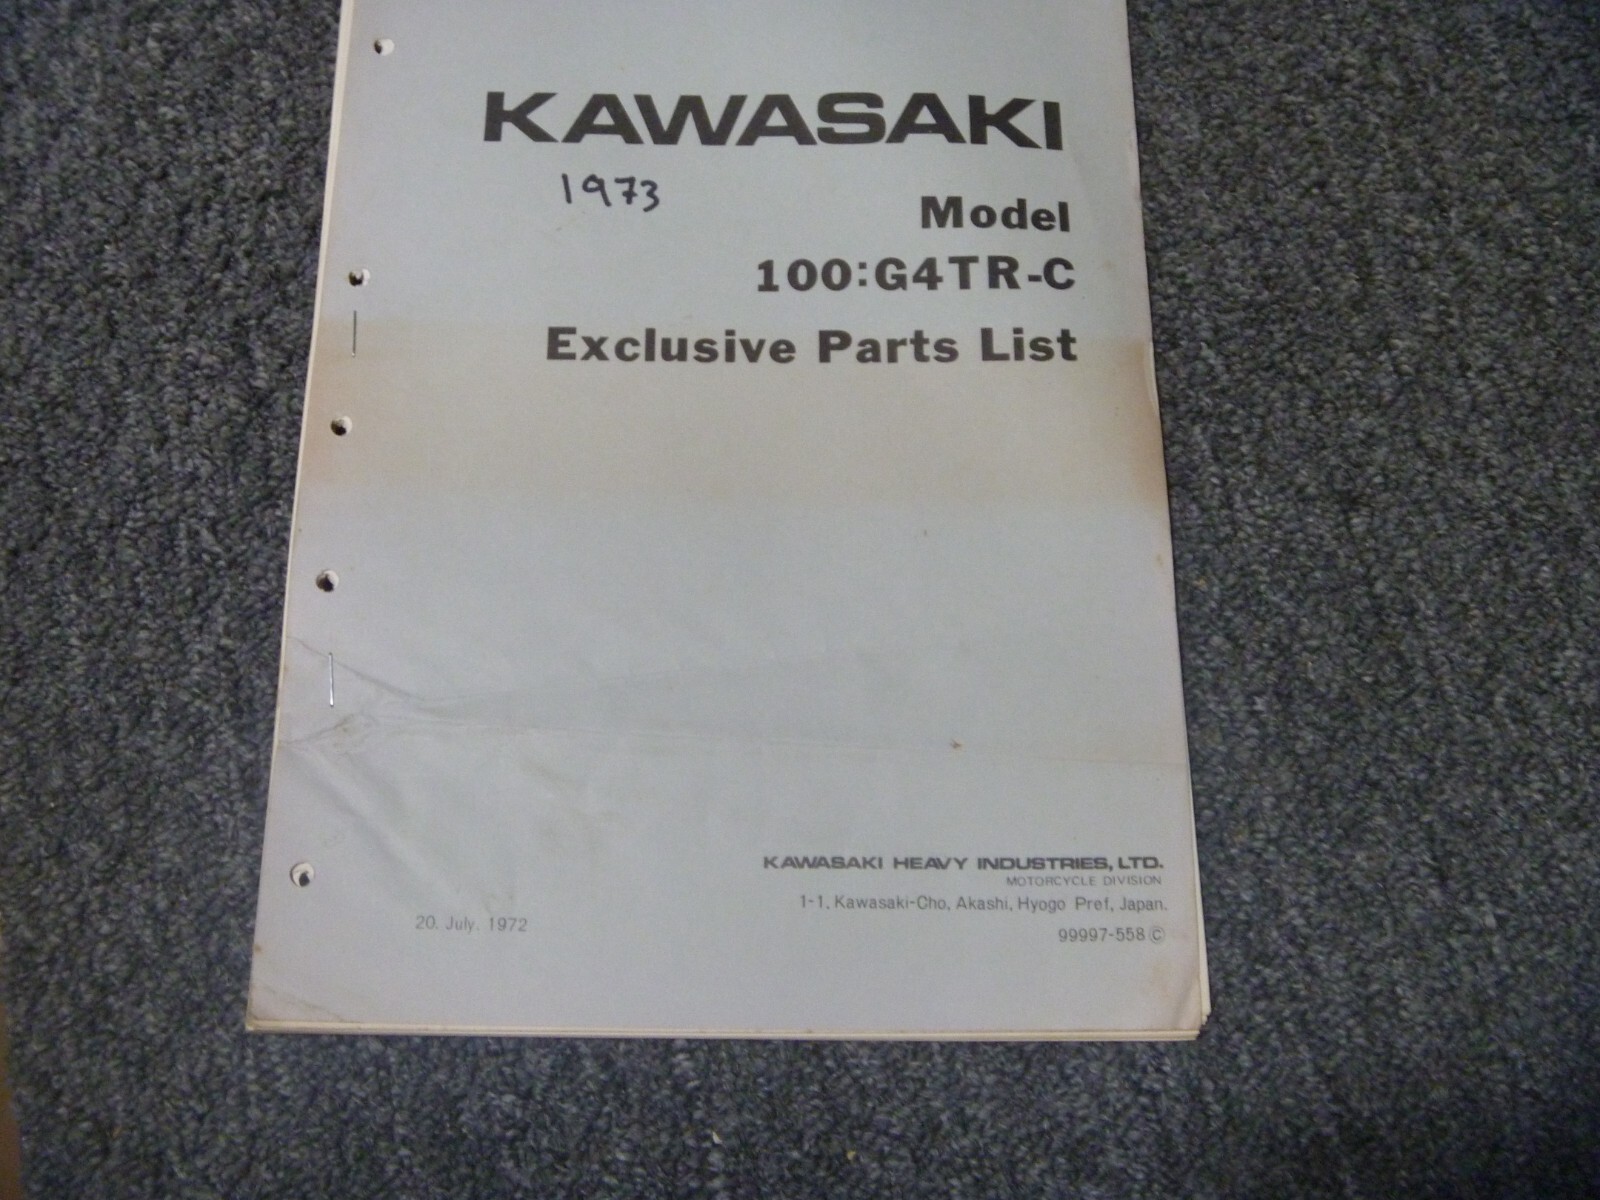 KAWASAKI
1973
Model
100:G4TR-C
Exclusive Parts List
KAWASAKI HEAVY INDUSTRIES, LTD.
MOTORCYCLE DIVISION
1-1, Kawasaki-Cho, Akashi, Hyogo Pref, Japan.
20. July. 1972
99997-558 ©